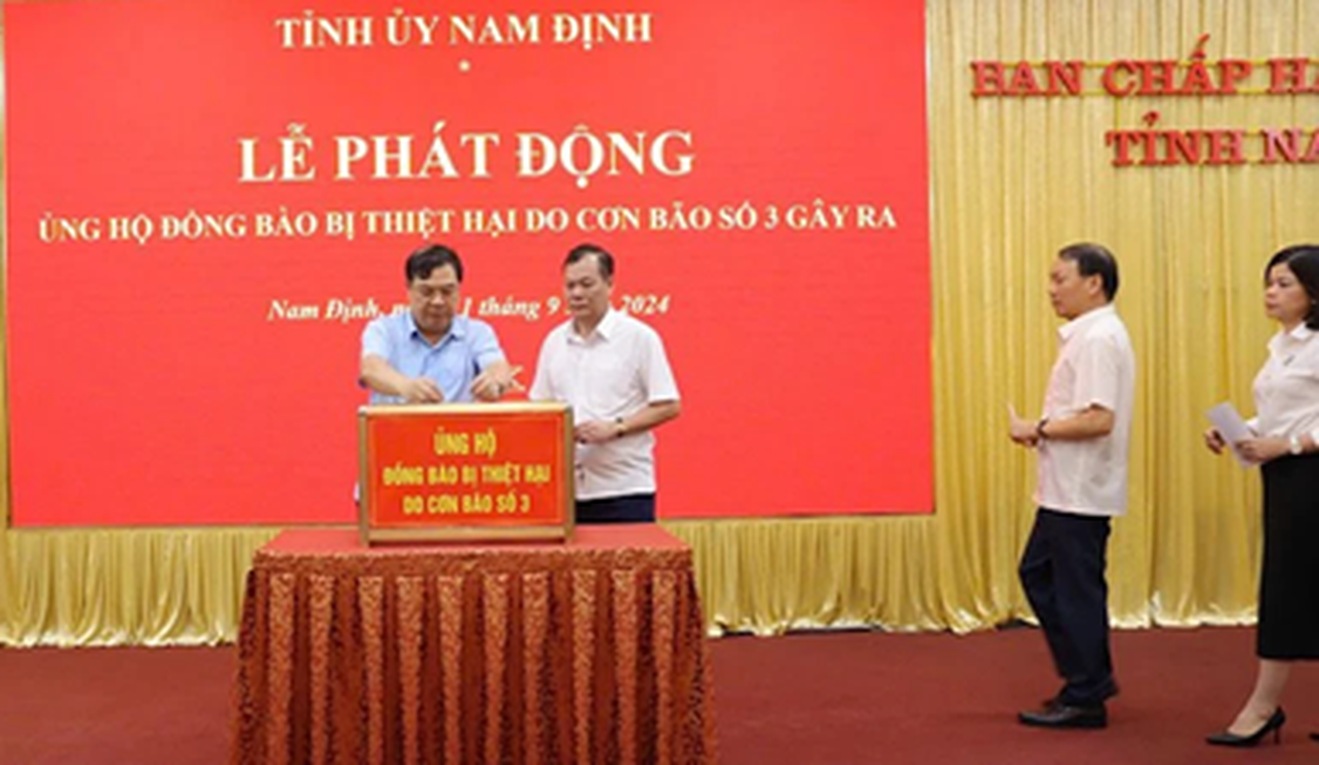 TỈNH ỦY NAM ĐỊNH
LỄ PHÁT ĐỘNG
ỦNG HỘ ĐỒNG BÀO BỊ THIỆT HẠI DO CƠN BÃO SỐ 3 GÂY RA
Nam Định, 1 tháng 9 2024
ỦNG HỘ
ĐỒNG BÀO BỊ THIỆT HẠI
DO CƠN BÃO SỐ 3
BAN CHẤP
TỈNH